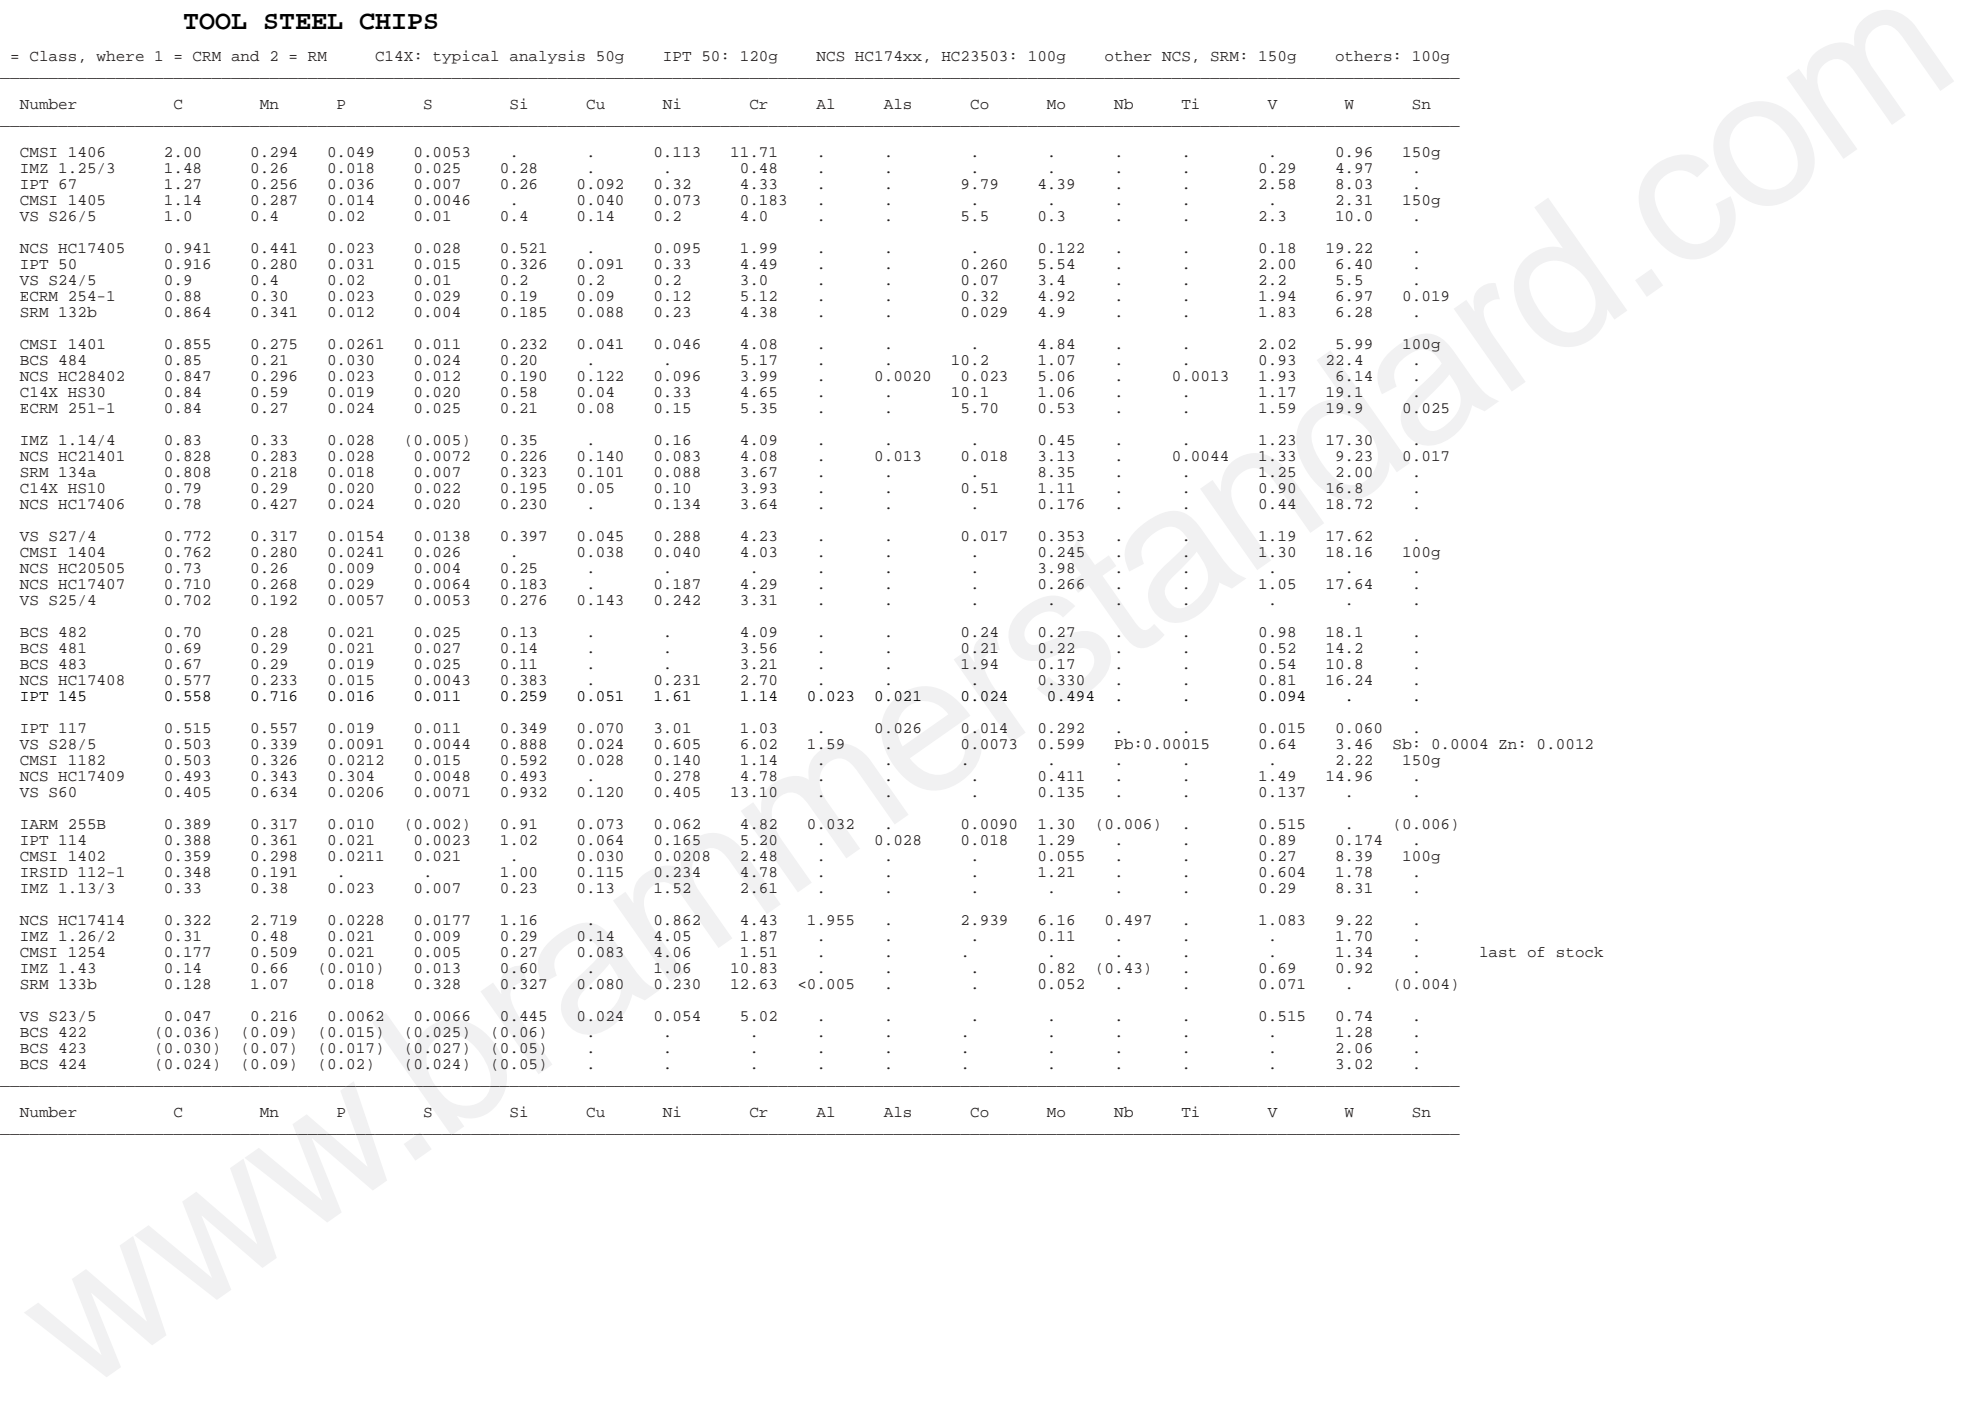 TOOL STEEL CHIPS
= Class, where 1 = CRM and 2 = RM C14X: typical analysis 50g IPT 50: 120g NCS HC174xx, HC23503: 100g other NCS, SRM: 150g others: 100g
Number C Mn P S Si Cu Ni Cr Al Als Co Mo Nb Ti V W Sn
CMSI 1406 2.00 0.294 0.049 0.0053 . . 0.113 11.71 . . . . . . . 0.96 150g
IMZ 1.25/3 1.48 0.26 0.018 0.025 0.28 . . 0.48 . . . . . . 0.29 4.97 .
IPT 67 1.27 0.256 0.036 0.007 0.26 0.092 0.32 4.33 . . 9.79 4.39 . . 2.58 8.03 .
CMSI 1405 1.14 0.287 0.014 0.0046 . 0.040 0.073 0.183 . . . . . . . 2.31 150g
VS S26/5 1.0 0.4 0.02 0.01 0.4 0.14 0.2 4.0 . . 5.5 0.3 . . 2.3 10.0 .
NCS HC17405 0.941 0.441 0.023 0.028 0.521 . 0.095 1.99 . . . 0.122 . . 0.18 19.22 .
IPT 50 0.916 0.280 0.031 0.015 0.326 0.091 0.33 4.49 . . 0.260 5.54 . . 2.00 6.40 .
VS S24/5 0.9 0.4 0.02 0.01 0.2 0.2 0.2 3.0 . . 0.07 3.4 . . 2.2 5.5 .
ECRM 254-1 0.88 0.30 0.023 0.029 0.19 0.09 0.12 5.12 . . 0.32 4.92 . . 1.94 6.97 0.019
SRM 132b 0.864 0.341 0.012 0.004 0.185 0.088 0.23 4.38 . . 0.029 4.9 . . 1.83 6.28 .
CMSI 1401 0.855 0.275 0.0261 0.011 0.232 0.041 0.046 4.08 . . . 4.84 . . 2.02 5.99 100g
BCS 484 0.85 0.21 0.030 0.024 0.20 . . 5.17 . . 10.2 1.07 . . 0.93 22.4 .
NCS HC28402 0.847 0.296 0.023 0.012 0.190 0.122 0.096 3.99 . 0.0020 0.023 5.06 . 0.0013 1.93 6.14 .
C14X HS30 0.84 0.59 0.019 0.020 0.58 0.04 0.33 4.65 . . 10.1 1.06 . . 1.17 19.1 .
ECRM 251-1 0.84 0.27 0.024 0.025 0.21 0.08 0.15 5.35 . . 5.70 0.53 . . 1.59 19.9 0.025
IMZ 1.14/4 0.83 0.33 0.028 (0.005) 0.35 . 0.16 4.09 . . . 0.45 . . 1.23 17.30 .
NCS HC21401 0.828 0.283 0.028 0.0072 0.226 0.140 0.083 4.08 . 0.013 0.018 3.13 . 0.0044 1.33 9.23 0.017
SRM 134a 0.808 0.218 0.018 0.007 0.323 0.101 0.088 3.67 . . . 8.35 . . 1.25 2.00 .
C14X HS10 0.79 0.29 0.020 0.022 0.195 0.05 0.10 3.93 . . 0.51 1.11 . . 0.90 16.8 .
NCS HC17406 0.78 0.427 0.024 0.020 0.230 . 0.134 3.64 . . . 0.176 . . 0.44 18.72 .
VS S27/4 0.772 0.317 0.0154 0.0138 0.397 0.045 0.288 4.23 . . 0.017 0.353 . . 1.19 17.62 .
CMSI 1404 0.762 0.280 0.0241 0.026 . 0.038 0.040 4.03 . . . 0.245 . . 1.30 18.16 100g
NCS HC20505 0.73 0.26 0.009 0.004 0.25 . . . . . . 3.98 . . . . .
NCS HC17407 0.710 0.268 0.029 0.0064 0.183 . 0.187 4.29 . . . 0.266 . . 1.05 17.64 .
VS S25/4 0.702 0.192 0.0057 0.0053 0.276 0.143 0.242 3.31 . . . . . . . . .
BCS 482 0.70 0.28 0.021 0.025 0.13 . . 4.09 . . 0.24 0.27 . . 0.98 18.1 .
BCS 481 0.69 0.29 0.021 0.027 0.14 . . 3.56 . . 0.21 0.22 . . 0.52 14.2 .
BCS 483 0.67 0.29 0.019 0.025 0.11 . . 3.21 . . 1.94 0.17 . . 0.54 10.8 .
NCS HC17408 0.577 0.233 0.015 0.0043 0.383 . 0.231 2.70 . . . 0.330 . . 0.81 16.24 .
IPT 145 0.558 0.716 0.016 0.011 0.259 0.051 1.61 1.14 0.023 0.021 0.024 0.494 . . 0.094 . .
IPT 117 0.515 0.557 0.019 0.011 0.349 0.070 3.01 1.03 . 0.026 0.014 0.292 . . 0.015 0.060 .
VS S28/5 0.503 0.339 0.0091 0.0044 0.888 0.024 0.605 6.02 1.59 . 0.0073 0.599 Pb:0.00015 0.64 3.46 Sb: 0.0004 Zn: 0.0012
CMSI 1182 0.503 0.326 0.0212 0.015 0.592 0.028 0.140 1.14 . . . . . . . 2.22 150g
NCS HC17409 0.493 0.343 0.304 0.0048 0.493 . 0.278 4.78 . . . 0.411 . . 1.49 14.96 .
VS S60 0.405 0.634 0.0206 0.0071 0.932 0.120 0.405 13.10 . . . 0.135 . . 0.137 . .
IARM 255B 0.389 0.317 0.010 (0.002) 0.91 0.073 0.062 4.82 0.032 . 0.0090 1.30 (0.006) . 0.515 . (0.006)
IPT 114 0.388 0.361 0.021 0.0023 1.02 0.064 0.165 5.20 . 0.028 0.018 1.29 . . 0.89 0.174 .
CMSI 1402 0.359 0.298 0.0211 0.021 . 0.030 0.0208 2.48 . . . 0.055 . . 0.27 8.39 100g
IRSID 112-1 0.348 0.191 . . 1.00 0.115 0.234 4.78 . . . 1.21 . . 0.604 1.78 .
IMZ 1.13/3 0.33 0.38 0.023 0.007 0.23 0.13 1.52 2.61 . . . . . . 0.29 8.31 .
NCS HC17414 0.322 2.719 0.0228 0.0177 1.16 . 0.862 4.43 1.955 . 2.939 6.16 0.497 . 1.083 9.22 .
IMZ 1.26/2 0.31 0.48 0.021 0.009 0.29 0.14 4.05 1.87 . . . 0.11 . . . 1.70 .
CMSI 1254 0.177 0.509 0.021 0.005 0.27 0.083 4.06 1.51 . . . . . . . 1.34 . last of stock
IMZ 1.43 0.14 0.66 (0.010) 0.013 0.60 . 1.06 10.83 . . . 0.82 (0.43) . 0.69 0.92 .
SRM 133b 0.128 1.07 0.018 0.328 0.327 0.080 0.230 12.63 <0.005 . . 0.052 . . 0.071 . (0.004)
VS S23/5 0.047 0.216 0.0062 0.0066 0.445 0.024 0.054 5.02 . . . . . . 0.515 0.74 .
BCS 422 (0.036) (0.09) (0.015) (0.025) (0.06) . . . . . . . . . . 1.28 .
BCS 423 (0.030) (0.07) (0.017) (0.027) (0.05) . . . . . . . . . . 2.06 .
BCS 424 (0.024) (0.09) (0.02) (0.024) (0.05) . . . . . . . . . . 3.02 .
Number C Mn P S Si Cu Ni Cr Al Als Co Mo Nb Ti V W Sn
www.brammerstandard.com